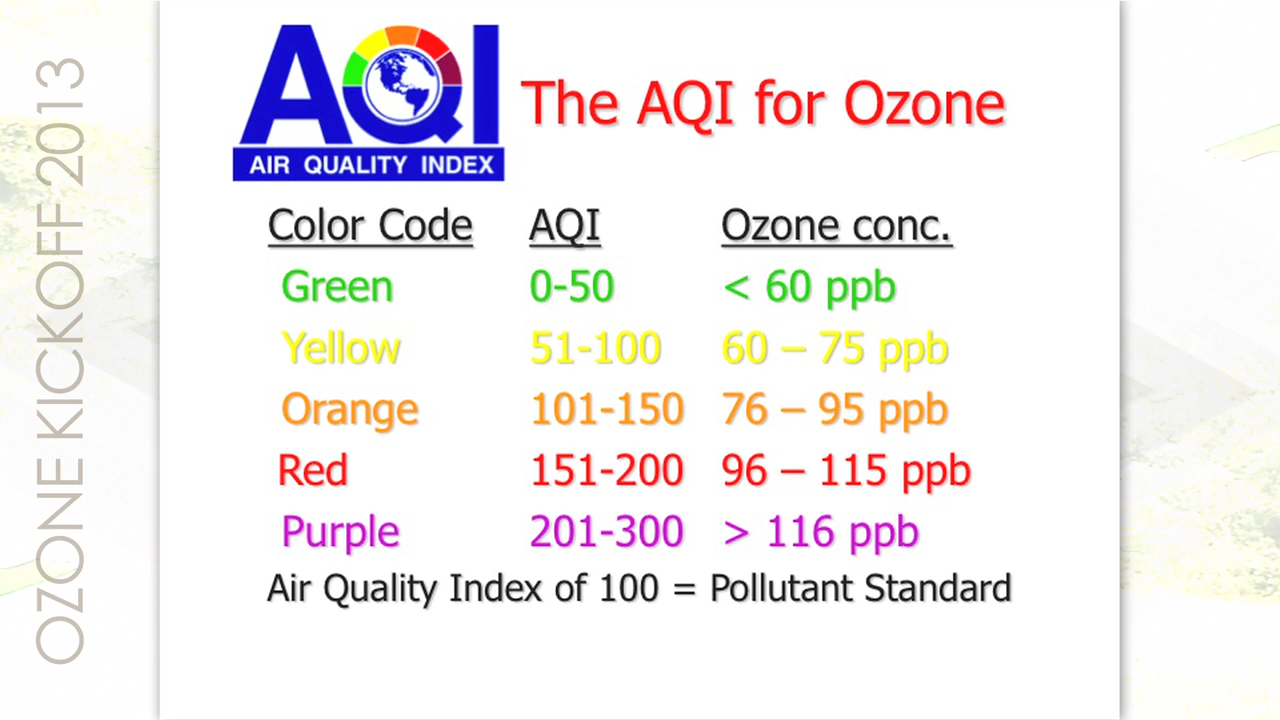 OZONE KICKOFF 2013
AQI
AIR QUALITY INDEX
The AQI for Ozone
Color Code AQI Ozone conc.
Green 0-50 < 60 ppb
Yellow 51-100 60 – 75 ppb
Orange 101-150 76 – 95 ppb
Red 151-200 96 – 115 ppb
Purple 201-300 > 116 ppb
Air Quality Index of 100 = Pollutant Standard